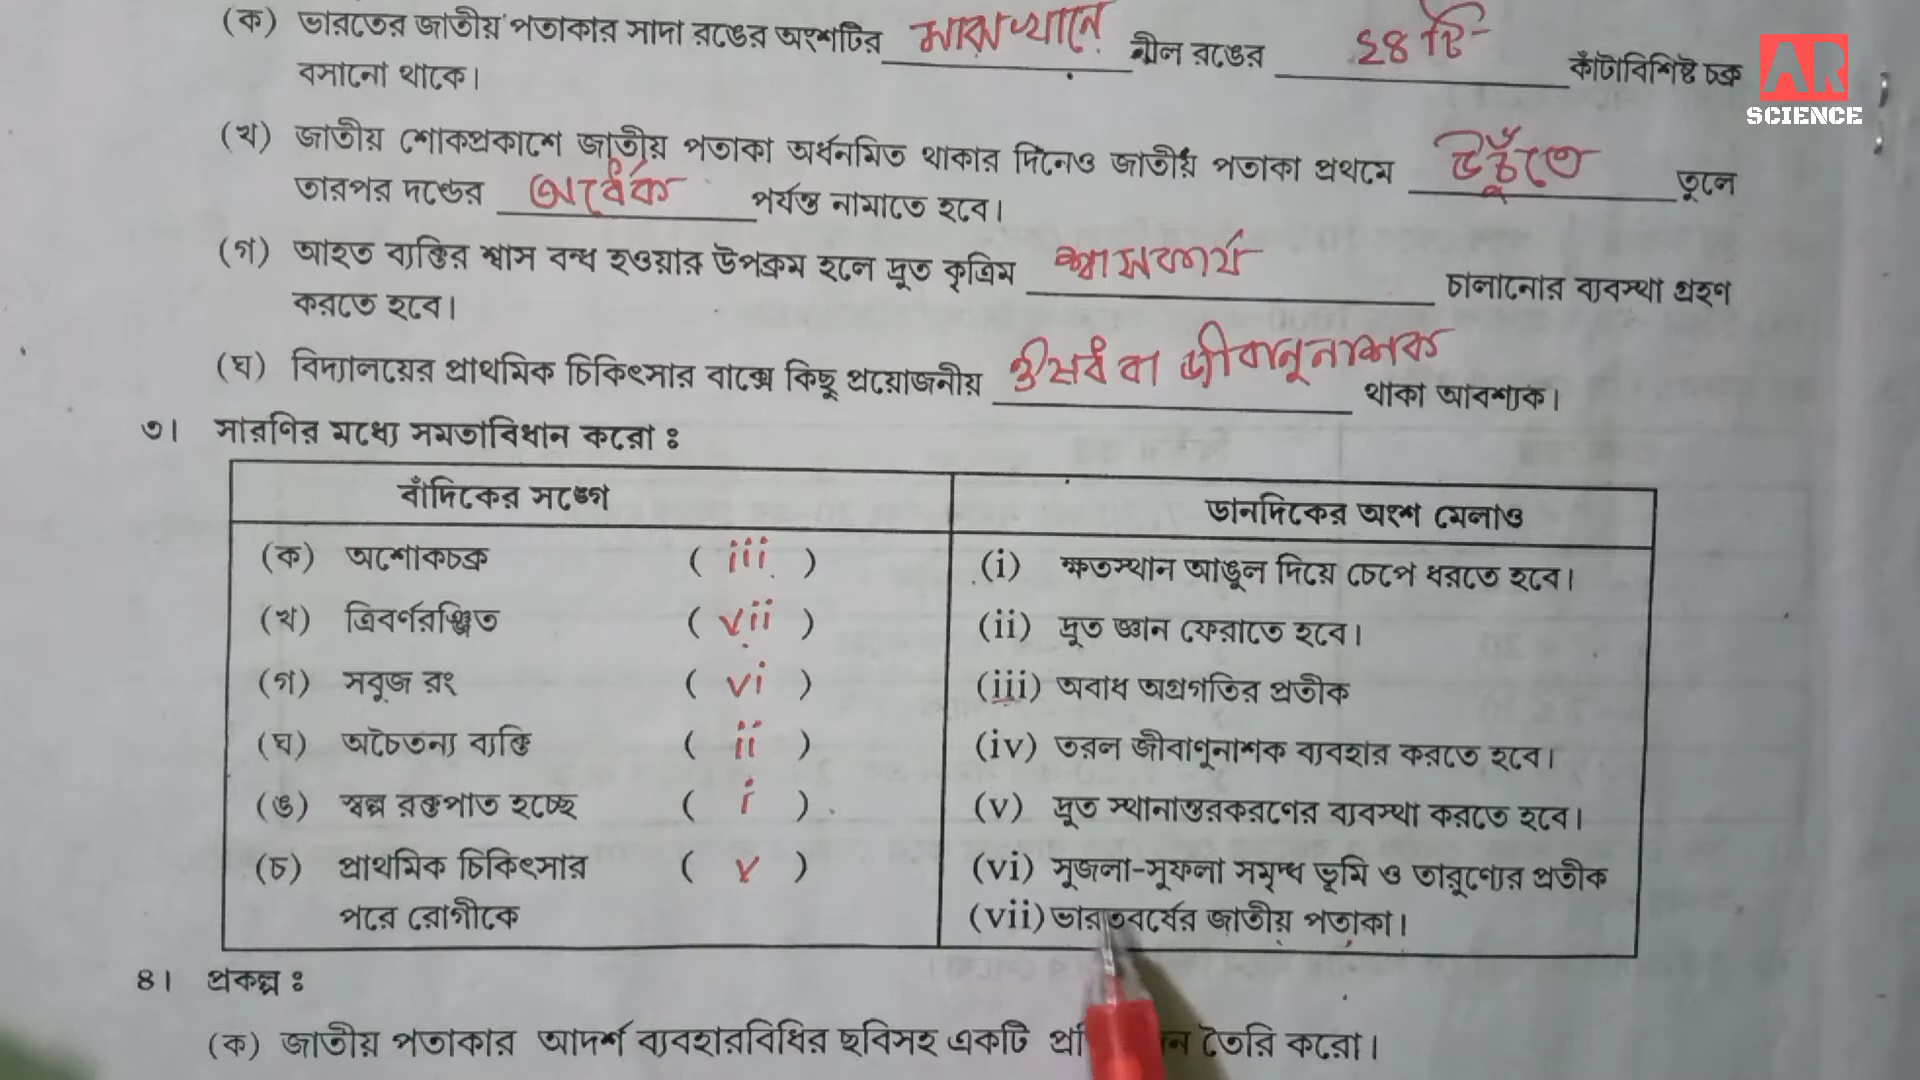 (ক) ভারতের জাতীয় পতাকার সাদা রঙের অংশটির মাঝখানে নীল রঙের ২৪ টি কাঁটাবিশিষ্ট চক্র
বসানো থাকে।
AR
SCIENCE
(খ) জাতীয় শোকপ্রকাশে জাতীয় পতাকা অর্ধনমিত থাকার দিনেও জাতীয় পতাকা প্রথমে উঁচুতে তুলে
তারপর দণ্ডের অর্ধেক পর্যন্ত নামাতে হবে।
(গ) আহত ব্যক্তির শ্বাস বন্ধ হওয়ার উপক্রম হলে দ্রুত কৃত্রিম শ্বাসকার্য চালানোর ব্যবস্থা গ্রহণ
করতে হবে।
(ঘ) বিদ্যালয়ের প্রাথমিক চিকিৎসার বাক্সে কিছু প্রয়োজনীয় ঔষধ বা জীবানুনাশক থাকা আবশ্যক।
৩। সারণির মধ্যে সমতাবিধান করো ঃ
বাঁদিকের সঙ্গে ডানদিকের অংশ মেলাও
(ক) অশোকচক্র ( iii ) (i) ক্ষতস্থান আঙুল দিয়ে চেপে ধরতে হবে।
(খ) ত্রিবর্ণরঞ্জিত ( vii ) (ii) দ্রুত জ্ঞান ফেরাতে হবে।
(গ) সবুজ রং ( vi ) (iii) অবাধ অগ্রগতির প্রতীক
(ঘ) অচৈতন্য ব্যক্তি ( ii ) (iv) তরল জীবাণুনাশক ব্যবহার করতে হবে।
(ঙ) স্বল্প রক্তপাত হচ্ছে ( i ) (v) দ্রুত স্থানান্তরকরণের ব্যবস্থা করতে হবে।
(চ) প্রাথমিক চিকিৎসার ( v ) (vi) সুজলা-সুফলা সমৃদ্ধ ভূমি ও তারুণ্যের প্রতীক
পরে রোগীকে (vii) ভারতবর্ষের জাতীয় পতাকা।
৪। প্রকল্প ঃ
(ক) জাতীয় পতাকার আদর্শ ব্যবহারবিধির ছবিসহ একটি তৈরি করো।